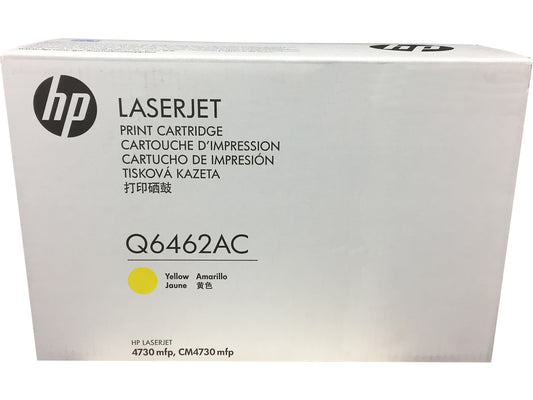 hp
LASERJET
PRINT CARTRIDGE
CARTOUCHE D'IMPRESSION
CARTUCHO DE IMPRESIÓN
TISKOVÁ KAZETA
打印硒鼓
Q6462AC
Yellow Amarillo
Jaune 黄色
HP LASERJET
4730 mfp, CM4730 mfp